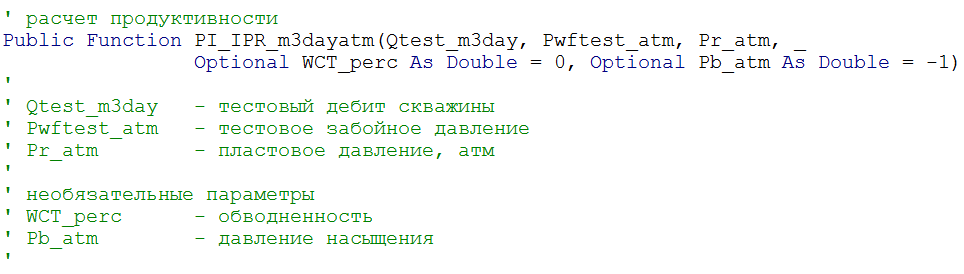 ' расчет продуктивности
Public Function PI_IPR_m3dayatm(Qtest_m3day, Pwftest_atm, Pr_atm, _
Optional WCT_perc As Double = 0, Optional Pb_atm As Double = -1)
'
' Qtest_m3day - тестовый дебит скважины
' Pwftest_atm - тестовое забойное давление
' Pr_atm - пластовое давление, атм
'
' необязательные параметры
' WCT_perc - обводненность
' Pb_atm - давление насыщения
'